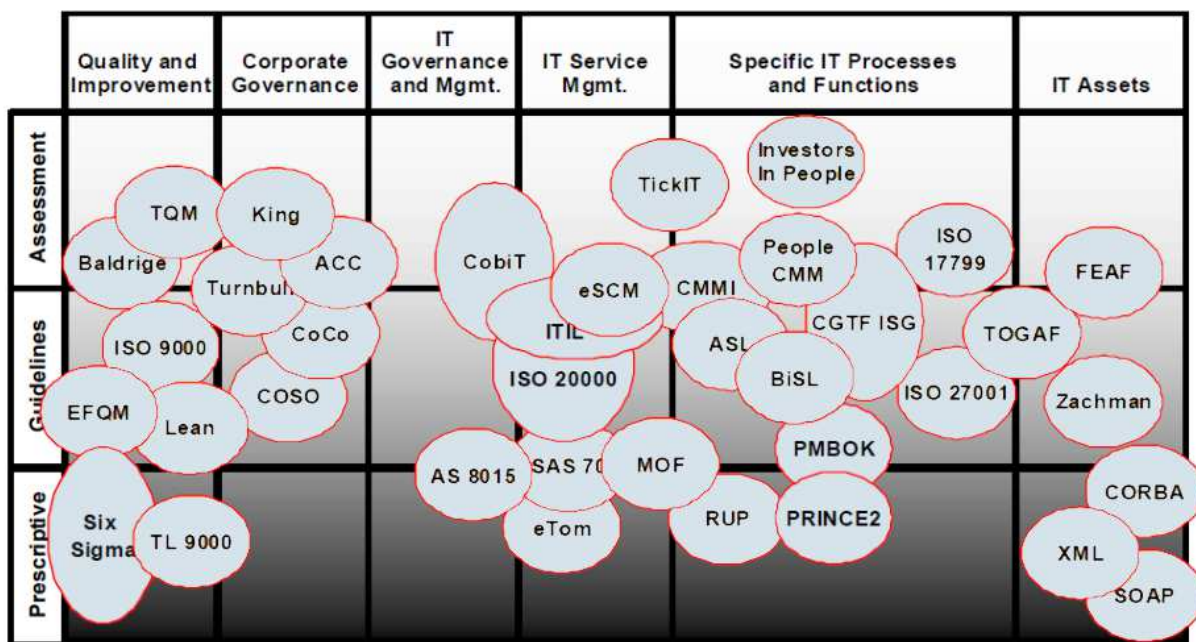 Quality and
Improvement
Corporate
Governance
IT
Governance
and Mgmt.
IT Service
Mgmt.
Specific IT Processes
and Functions
IT Assets
Assessment
Investors
In People
TickIT
TQM
King
Baldrige
ACC
CobiT
People
CMM
ISO
17799
FEAF
Turnbull
eSCM
CMMI
Guidelines
ISO 9000
CoCo
ITIL
ASL
CGTF ISG
TOGAF
EFQM
Lean
COSO
ISO 20000
BiSL
ISO 27001
Zachman
PMBOK
Prescriptive
AS 8015
SAS 70
MOF
CORBA
Six
Sigma
TL 9000
eTom
RUP
PRINCE2
XML
SOAP